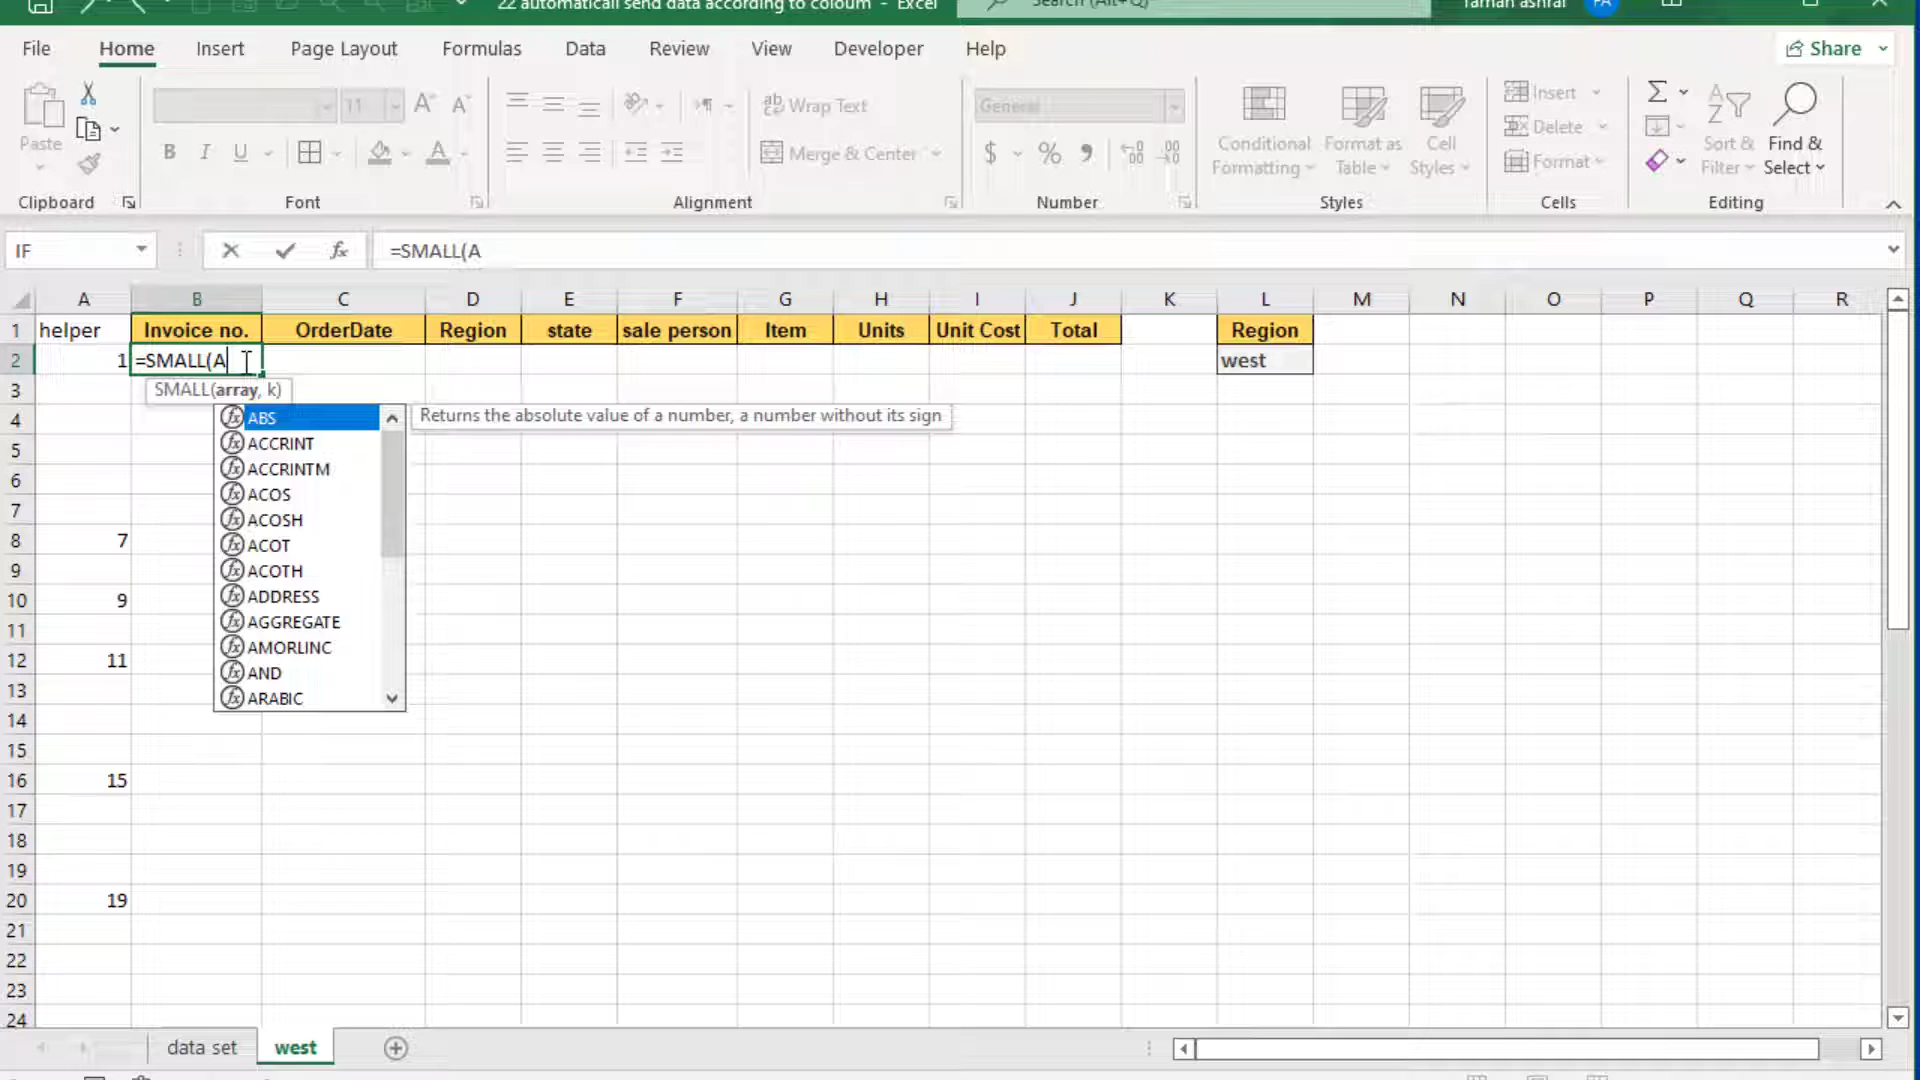 22 automaticall send data according to coloum - Excel
Search (Alt+Q)
File Home Insert Page Layout Formulas Data Review View Developer Help Share
Paste
11
Wrap Text
Merge & Center
General
Conditional Formatting
Format as Table
Cell Styles
Insert
Delete
Format
Sort & Filter
Find & Select
Clipboard Font Alignment Number Styles Cells Editing
IF =SMALL(A
A B C D E F G H I J K L M N O P Q R
1 helper Invoice no. OrderDate Region state sale person Item Units Unit Cost Total Region
2 1 =SMALL(A west
3 SMALL(array, k)
ABS Returns the absolute value of a number, a number without its sign
4
ACCRINT
5
ACCRINTM
6
ACOS
7
ACOSH
8 7
ACOT
9
ACOTH
10 9
ADDRESS
AGGREGATE
11
AMORLINC
12 11
AND
13
ARABIC
14
15
16 15
17
18
19
20 19
21
22
23
24
data set west